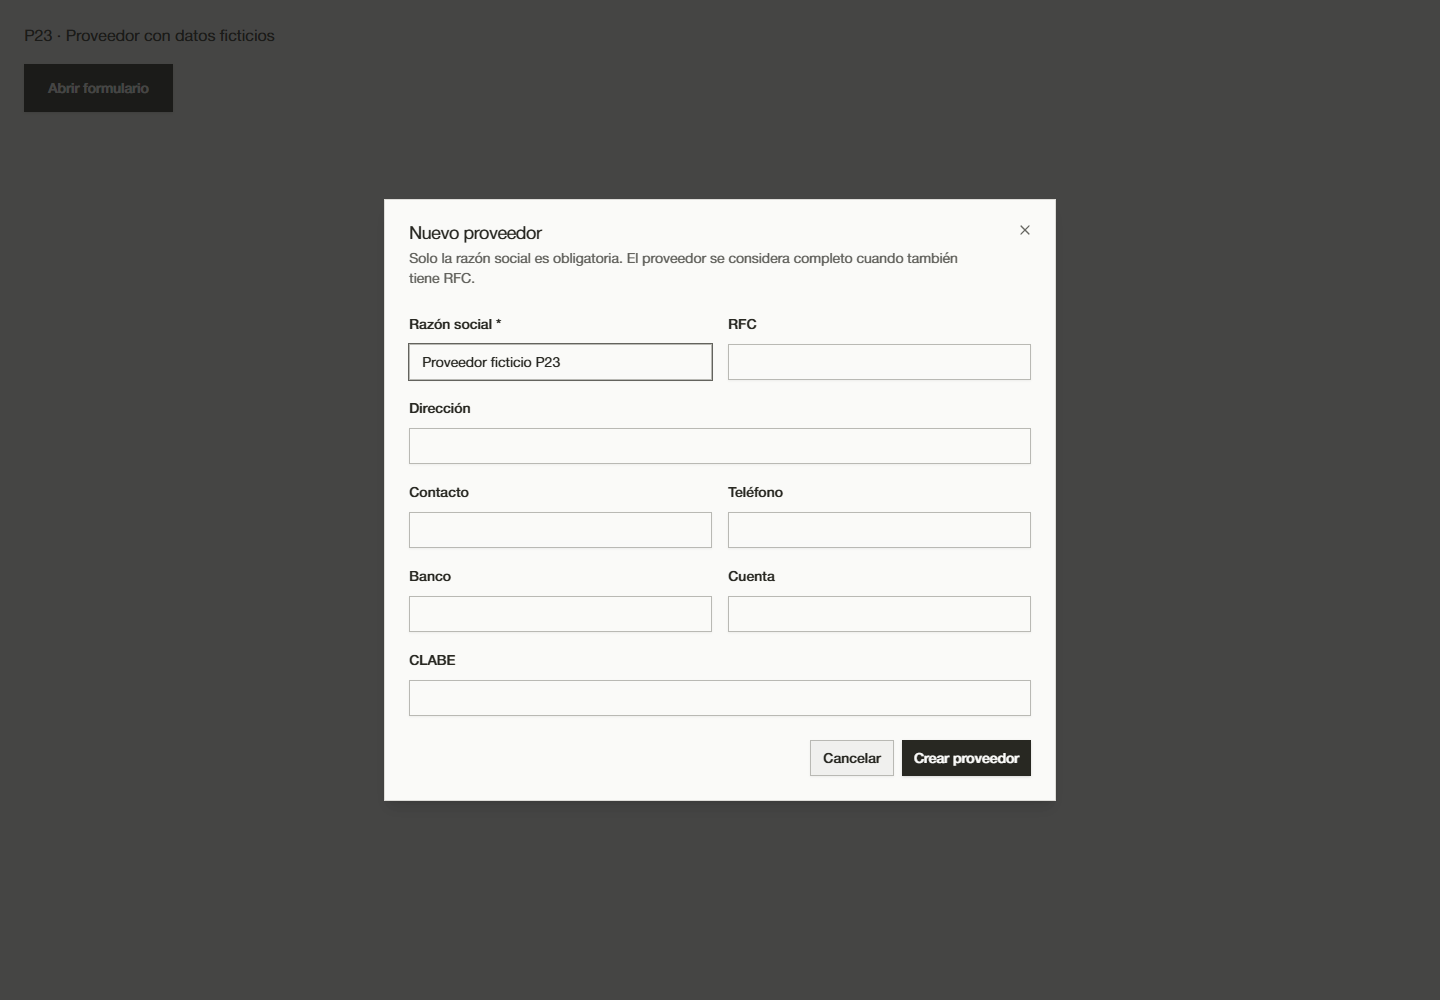 P23 · Proveedor con datos ficticios
Abrir formulario
Nuevo proveedor
Solo la razón social es obligatoria. El proveedor se considera completo cuando también
tiene RFC.
Razón social *
RFC
Proveedor ficticio P23
Dirección
Contacto
Teléfono
Banco
Cuenta
CLABE
Cancelar
Crear proveedor